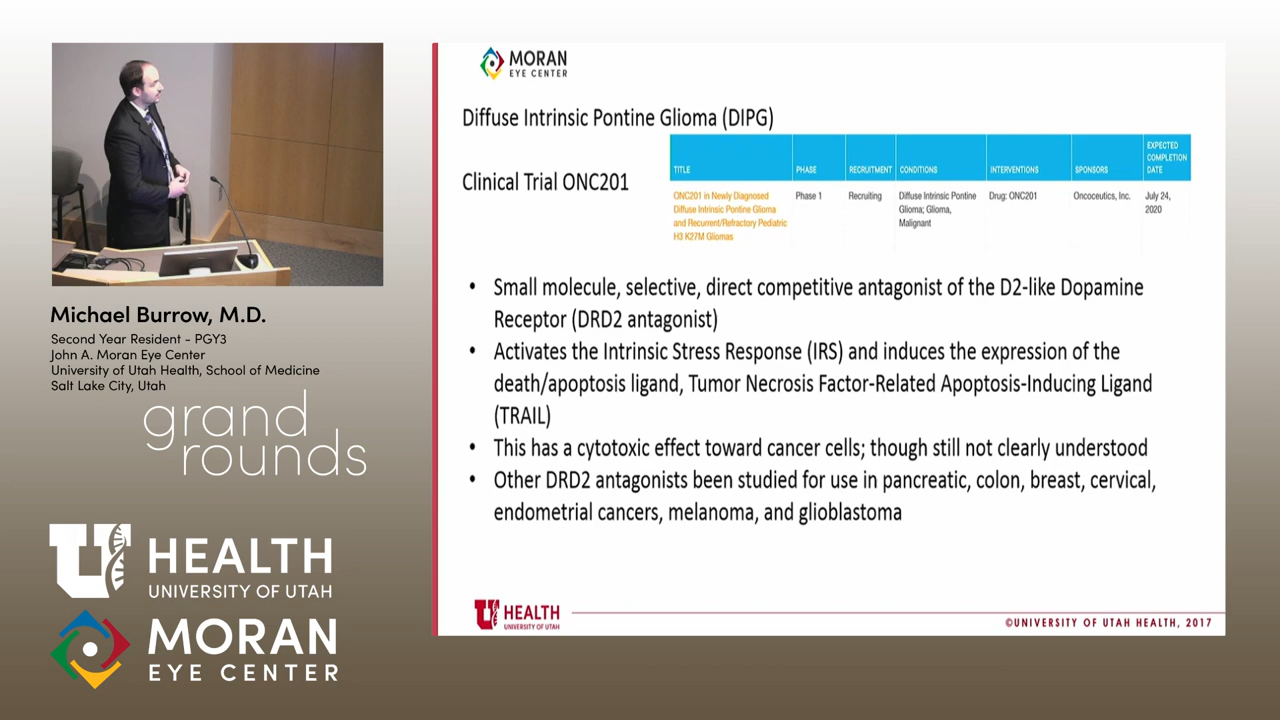 Michael Burrow, M.D.
Second Year Resident - PGY3
John A. Moran Eye Center
University of Utah Health, School of Medicine
Salt Lake City, Utah
grand
rounds
U HEALTH
UNIVERSITY OF UTAH
MORAN
EYE CENTER
MORAN
EYE CENTER
Diffuse Intrinsic Pontine Glioma (DIPG)
Clinical Trial ONC201
TITLE PHASE RECRUITMENT CONDITIONS INTERVENTIONS SPONSORS EXPECTED COMPLETION DATE
ONC201 in Newly Diagnosed Phase 1 Recruiting Diffuse Intrinsic Pontine Drug: ONC201 Oncoceutics, Inc. July 24,
Diffuse Intrinsic Pontine Glioma Glioma; Glioma, 2020
and Recurrent/Refractory Pediatric Malignant
H3 K27M Gliomas
• Small molecule, selective, direct competitive antagonist of the D2-like Dopamine
Receptor (DRD2 antagonist)
• Activates the Intrinsic Stress Response (IRS) and induces the expression of the
death/apoptosis ligand, Tumor Necrosis Factor-Related Apoptosis-Inducing Ligand
(TRAIL)
• This has a cytotoxic effect toward cancer cells; though still not clearly understood
• Other DRD2 antagonists been studied for use in pancreatic, colon, breast, cervical,
endometrial cancers, melanoma, and glioblastoma
U HEALTH
UNIVERSITY OF UTAH
©UNIVERSITY OF UTAH HEALTH, 2017